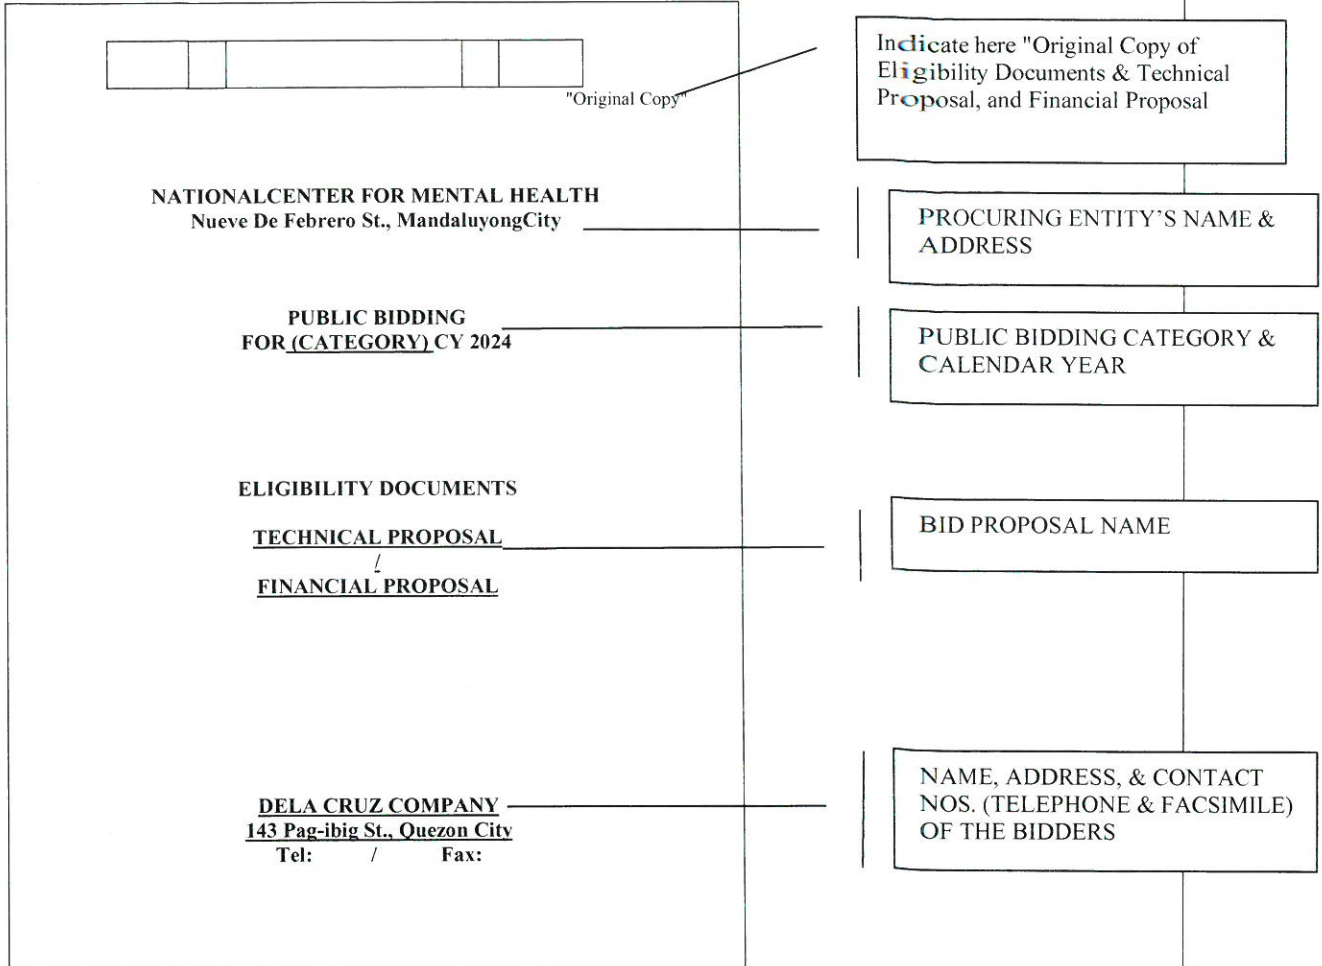 "Original Copy"
Indicate here "Original Copy of
Eligibility Documents & Technical
Proposal, and Financial Proposal
NATIONALCENTER FOR MENTAL HEALTH
Nueve De Febrero St., MandaluyongCity
PROCURING ENTITY'S NAME &
ADDRESS
PUBLIC BIDDING
FOR (CATEGORY) CY 2024
PUBLIC BIDDING CATEGORY &
CALENDAR YEAR
ELIGIBILITY DOCUMENTS
TECHNICAL PROPOSAL
/
FINANCIAL PROPOSAL
BID PROPOSAL NAME
DELA CRUZ COMPANY
143 Pag-ibig St., Quezon City
Tel: / Fax:
NAME, ADDRESS, & CONTACT
NOS. (TELEPHONE & FACSIMILE)
OF THE BIDDERS